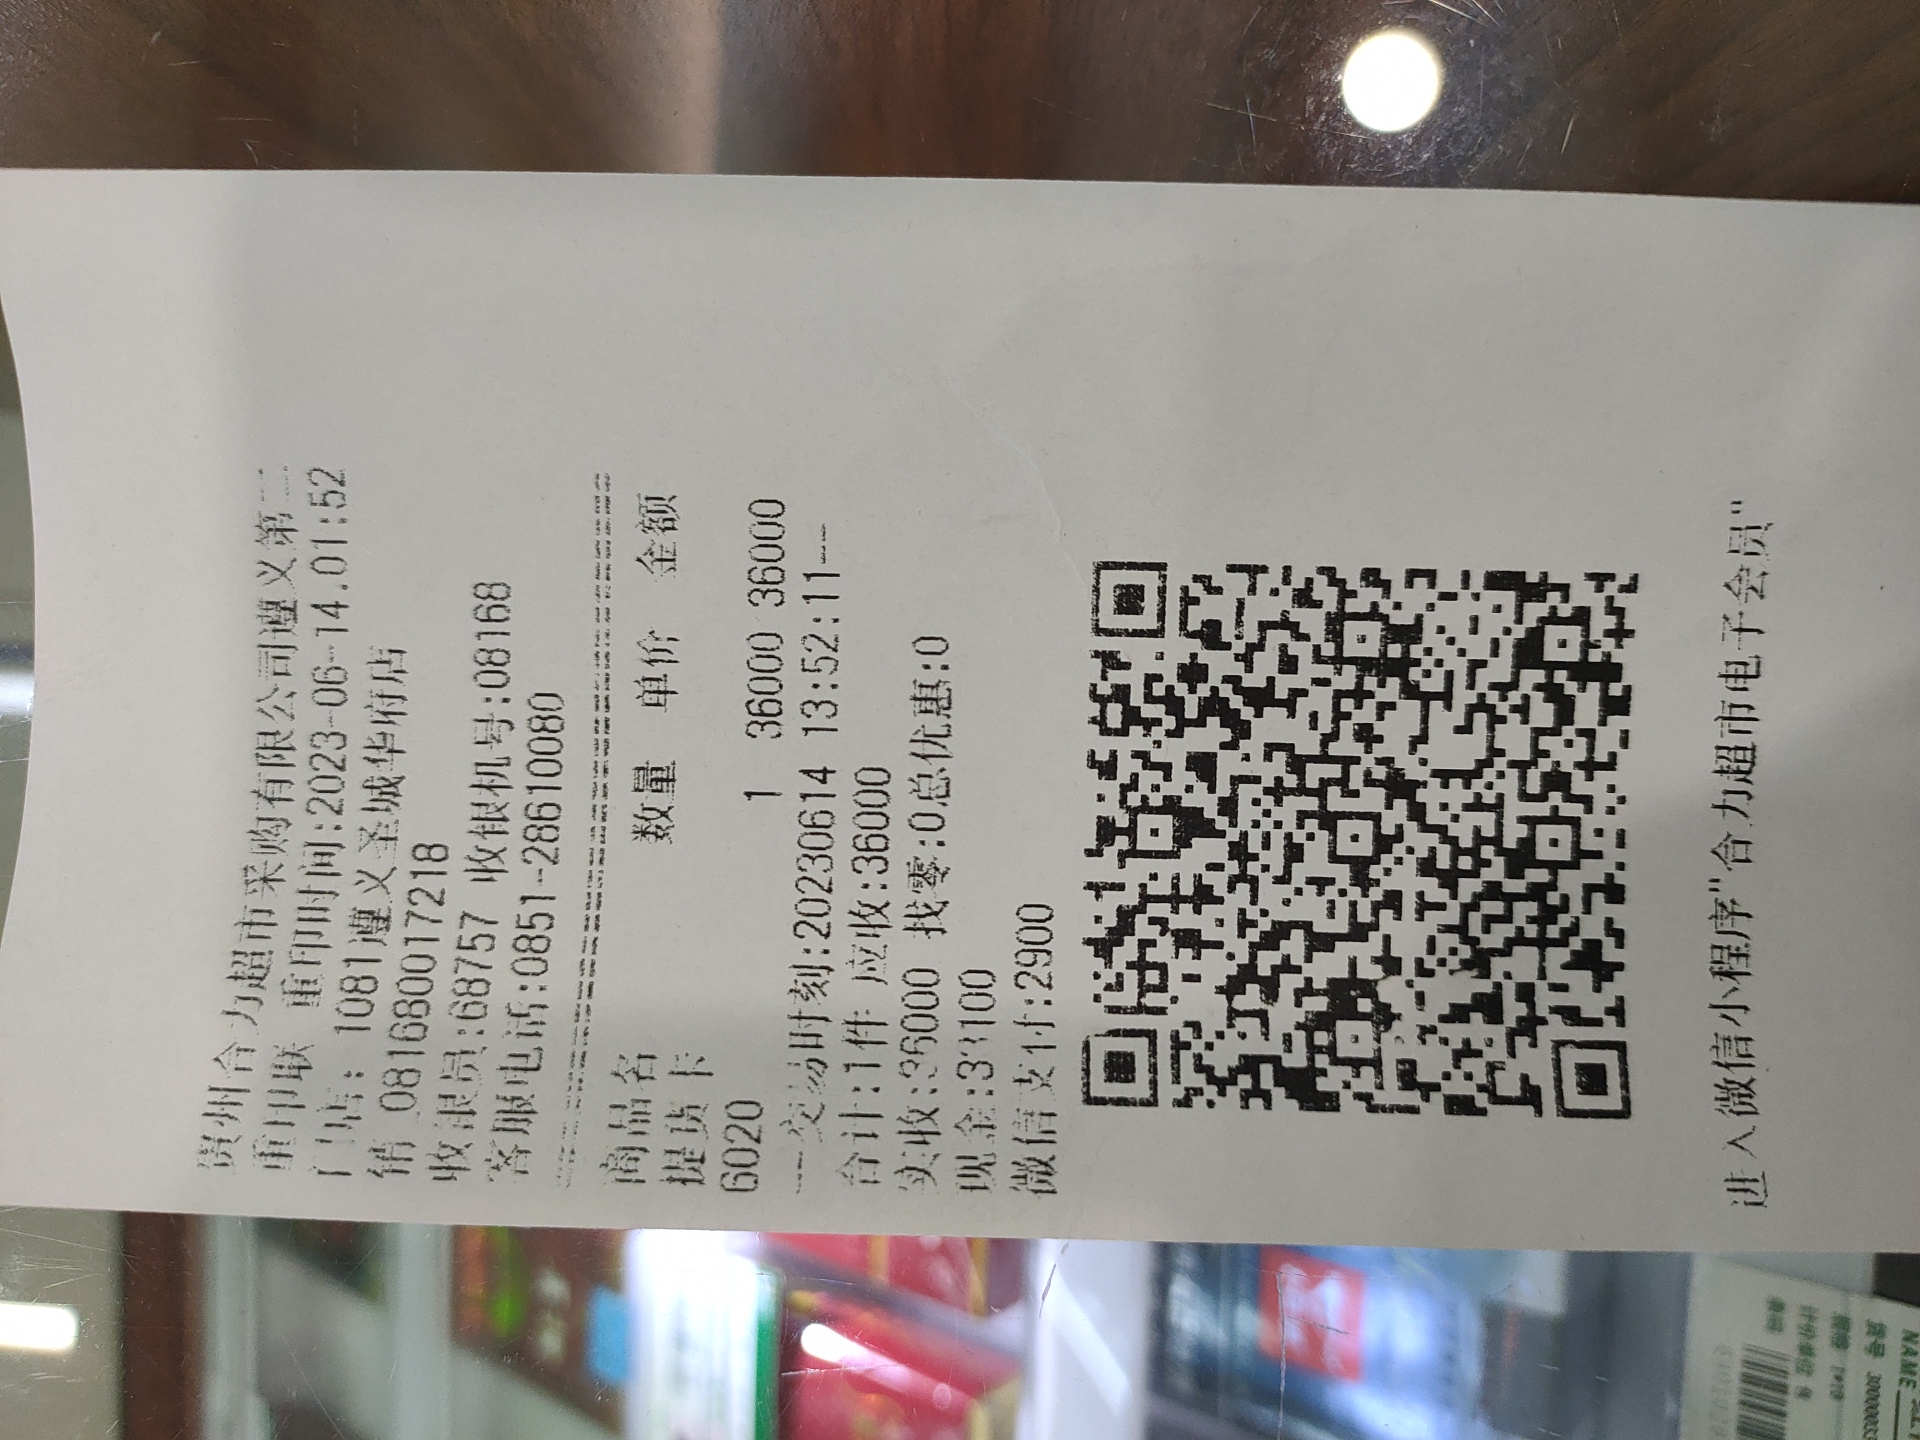 贵州合力超市采购有限公司遵义第二
重印联 重印时间:2023-06-14.01:52
门店: 1081遵义圣城华府店
销 081680017218
收银员:68757 收银机号:08168
客服电话:0851-28610080
商品名 数量 单价 金额
提货卡
6020 1 36000 36000
---交易时刻:20230614 13:52:11---
合计:1件 应收:36000
实收:36000 找零:0总优惠:0
现金:33100
微信支付:2900
进入微信小程序"合力超市电子会员"